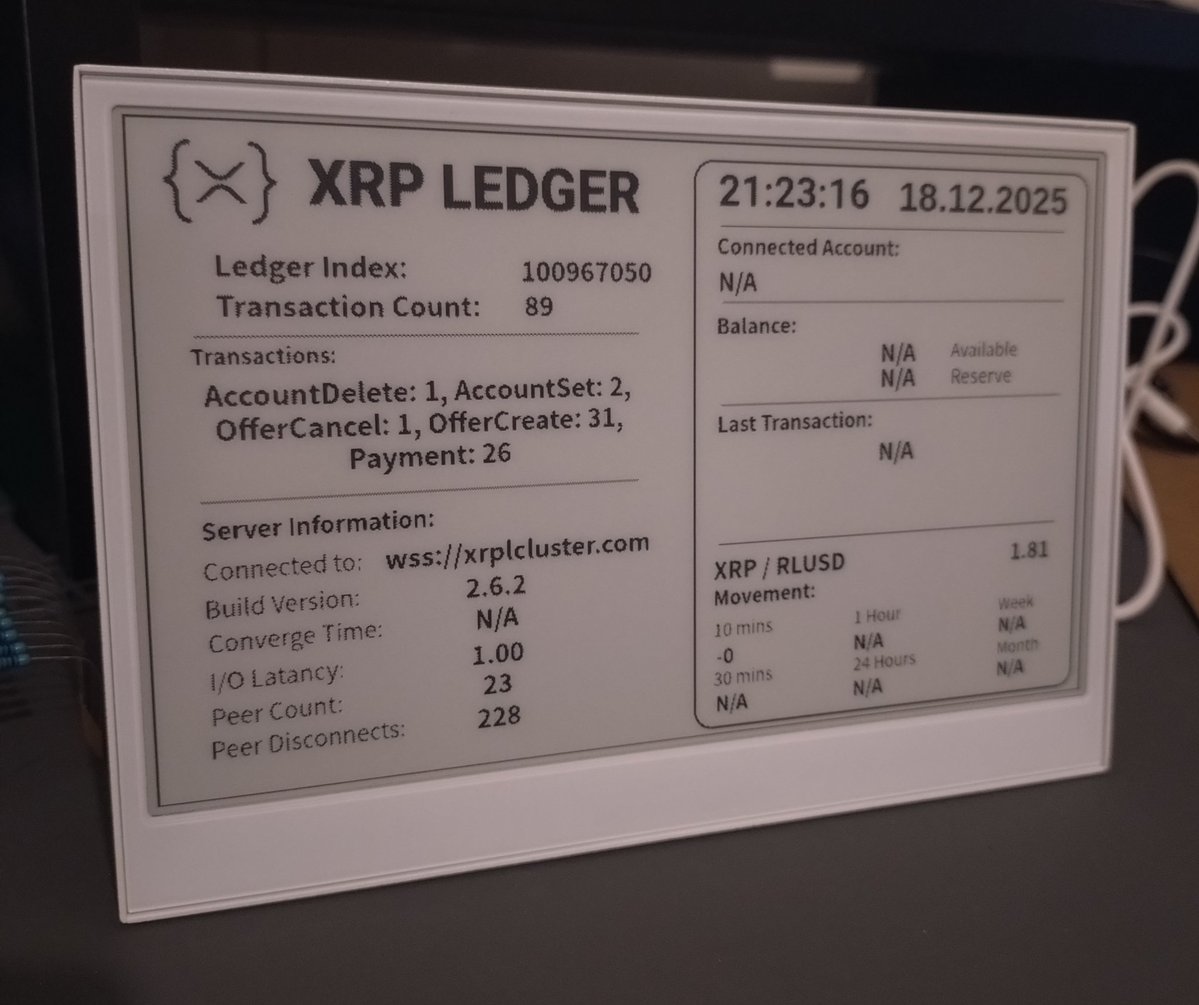 {X} XRP LEDGER
Ledger Index: 100967050
Transaction Count: 89
Transactions:
AccountDelete: 1, AccountSet: 2,
OfferCancel: 1, OfferCreate: 31,
Payment: 26
Server Information:
Connected to: wss://xrplcluster.com
Build Version: 2.6.2
Converge Time: N/A
I/O Latancy: 1.00
Peer Count: 23
Peer Disconnects: 228
21:23:16 18.12.2025
Connected Account:
N/A
Balance:
N/A Available
N/A Reserve
Last Transaction:
N/A
XRP / RLUSD 1.81
Movement:
10 mins 1 Hour Week
-0 N/A N/A
30 mins 24 Hours Month
N/A N/A N/A